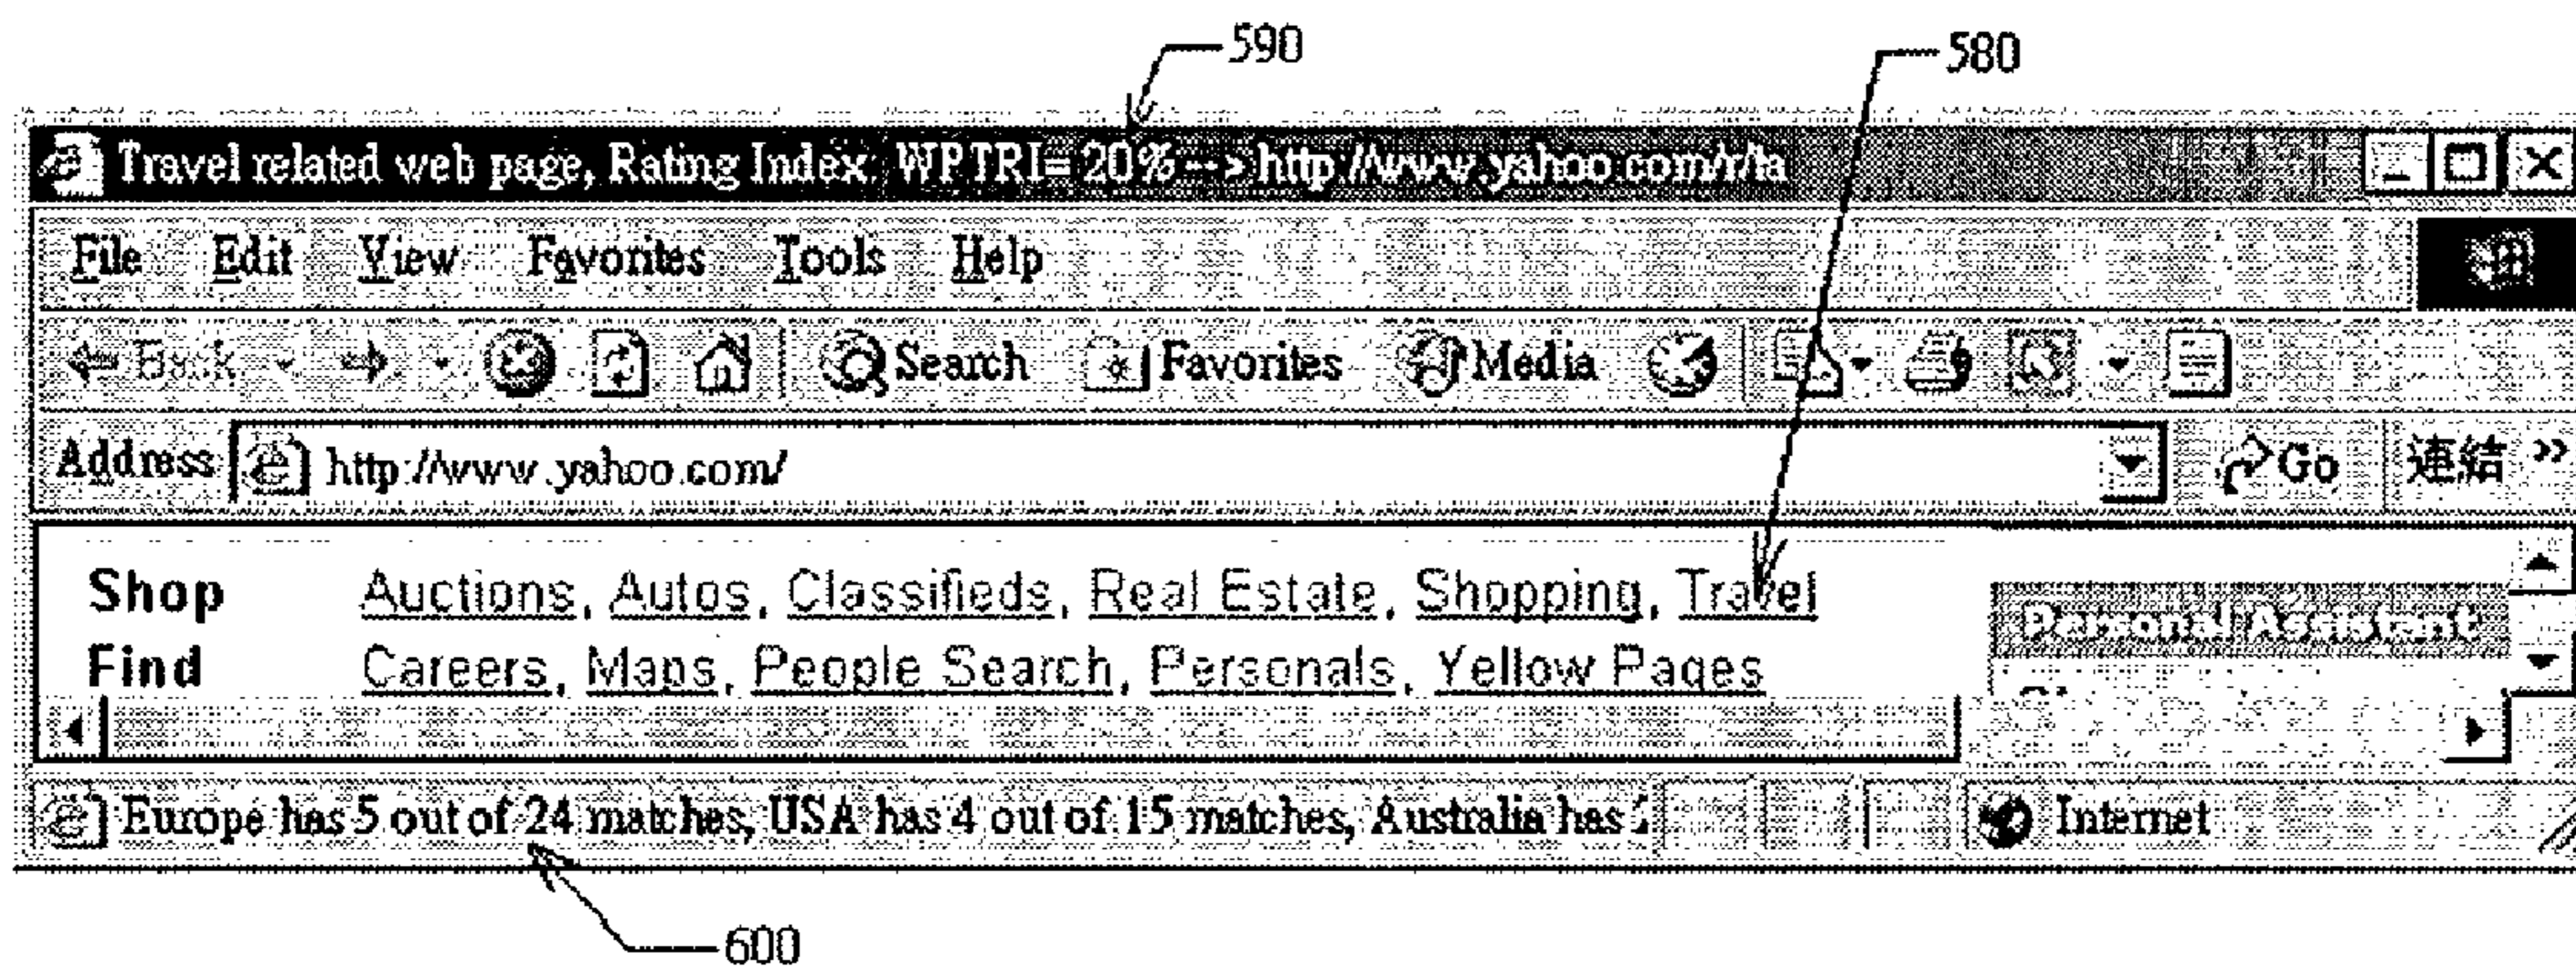 590
580
Travel related web page, Rating Index: WPTRI= 20% --> http://www.yahoo.com/r/ta
File Edit View Favorites Tools Help
Back Search Favorites Media
Address http://www.yahoo.com/ Go 連結 »
Shop Auctions, Autos, Classifieds, Real Estate, Shopping, Travel
Personal Assistant
Find Careers, Maps, People Search, Personals, Yellow Pages
Europe has 5 out of 24 matches, USA has 4 out of 15 matches, Australia has Internet
600